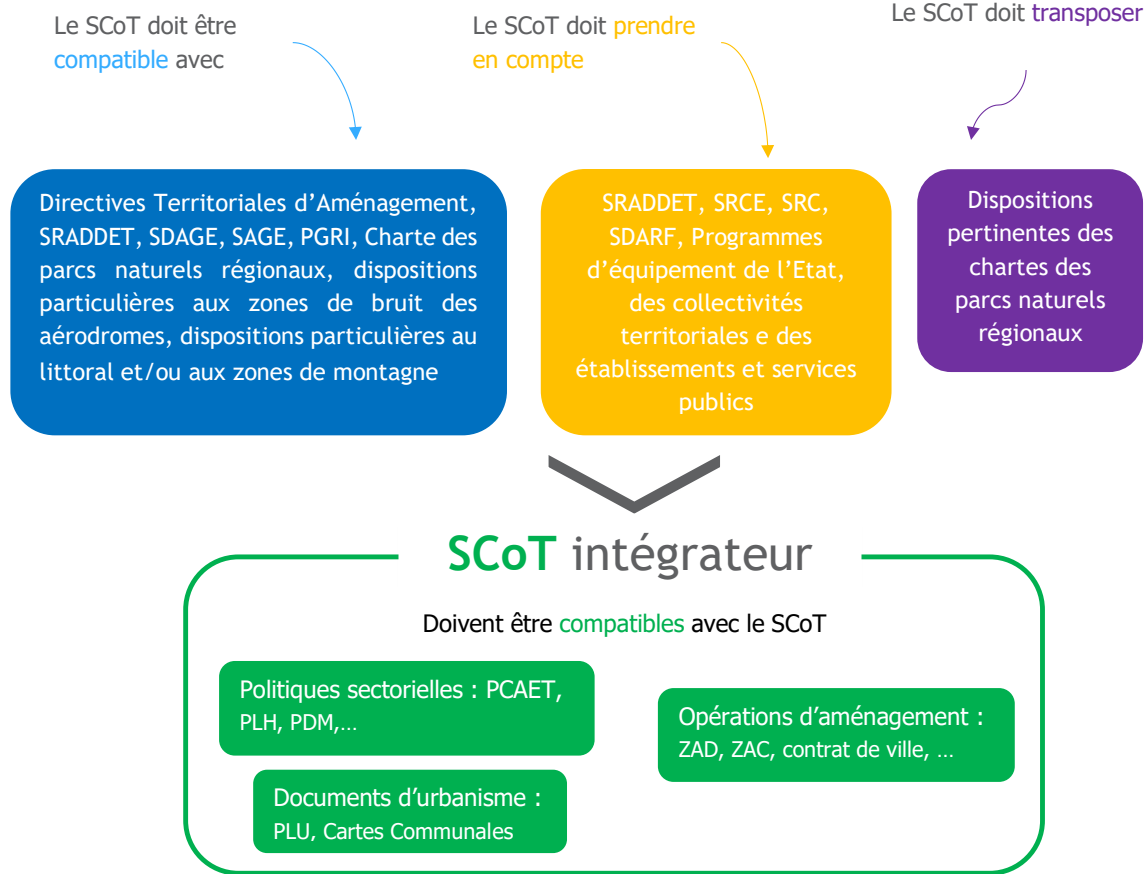 Le SCoT doit être
compatible avec
Le SCoT doit prendre
en compte
Le SCoT doit transposer
Directives Territoriales d’Aménagement,
SRADDET, SDAGE, SAGE, PGRI, Charte des
parcs naturels régionaux, dispositions
particulières aux zones de bruit des
aérodromes, dispositions particulières au
littoral et/ou aux zones de montagne
SRADDET, SRCE, SRC,
SDARF, Programmes
d’équipement de l’Etat,
des collectivités
territoriales e des
établissements et services
publics
Dispositions
pertinentes des
chartes des
parcs naturels
régionaux
SCoT intégrateur
Doivent être compatibles avec le SCoT
Politiques sectorielles : PCAET,
PLH, PDM,…
Opérations d’aménagement :
ZAD, ZAC, contrat de ville, …
Documents d’urbanisme :
PLU, Cartes Communales